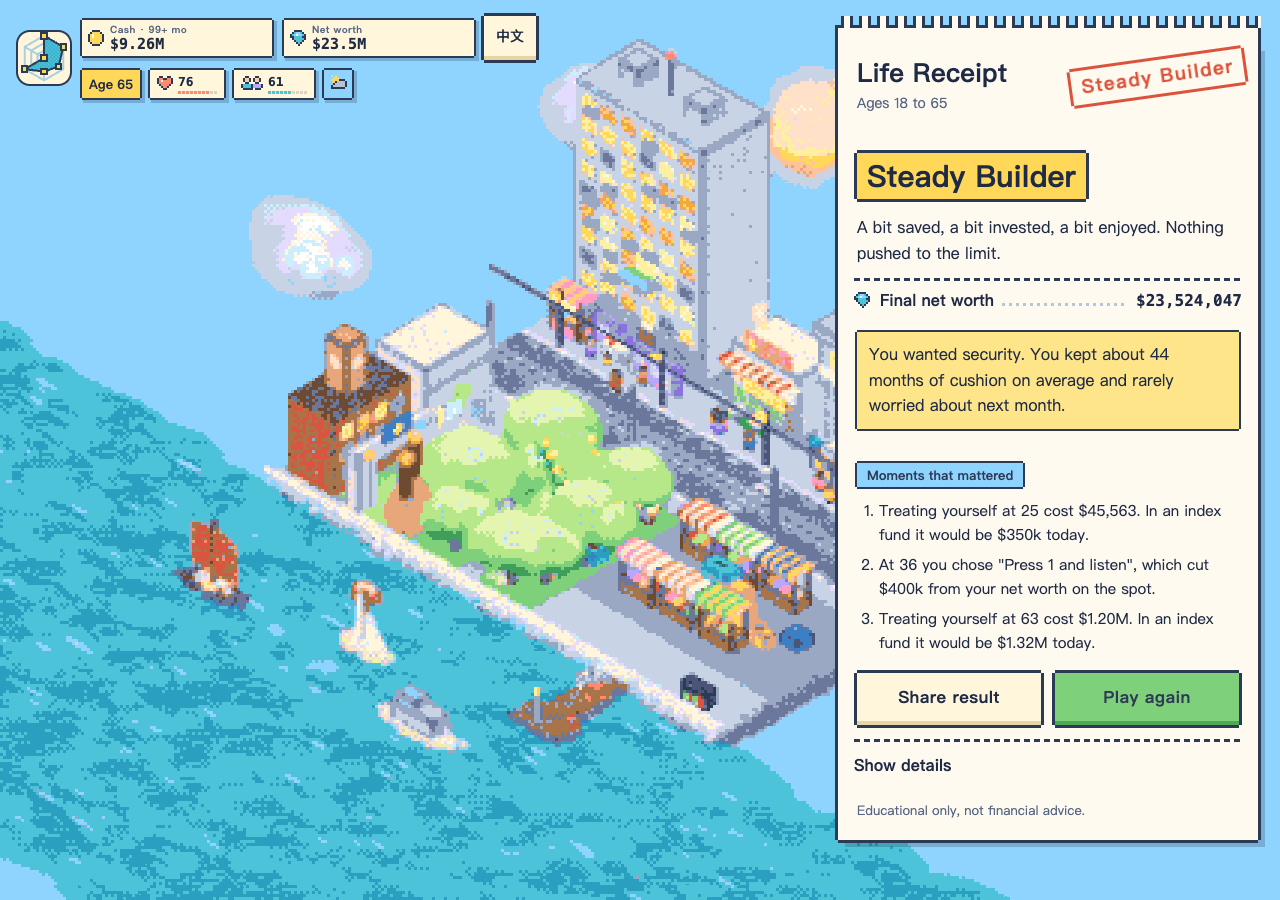 Cash · 99+ mo
$9.26M
Net worth
$23.5M
中文
Age 65
76
61
Life Receipt
Ages 18 to 65
Steady Builder
Steady Builder
A bit saved, a bit invested, a bit enjoyed. Nothing
pushed to the limit.
Final net worth $23,524,047
You wanted security. You kept about 44
months of cushion on average and rarely
worried about next month.
Moments that mattered
1. Treating yourself at 25 cost $45,563. In an index
fund it would be $350k today.
2. At 36 you chose "Press 1 and listen", which cut
$400k from your net worth on the spot.
3. Treating yourself at 63 cost $1.20M. In an index
fund it would be $1.32M today.
Share result
Play again
Show details
Educational only, not financial advice.